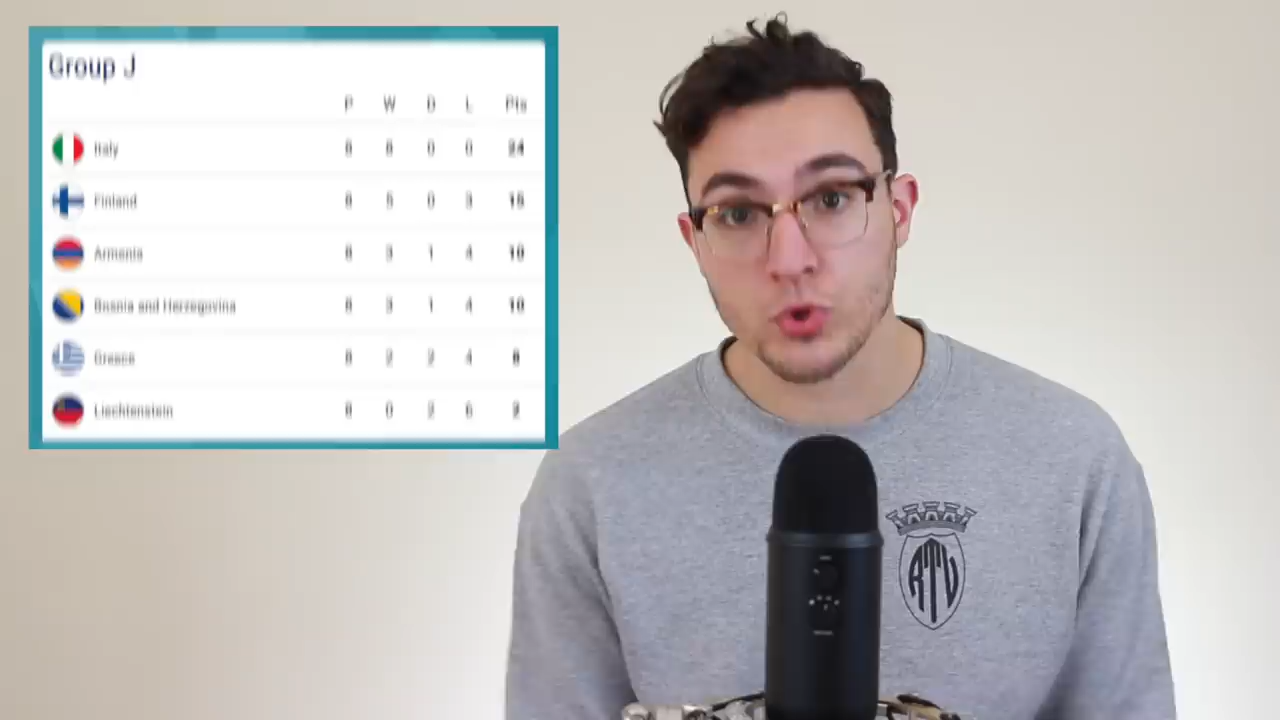 Group J
P W D L Pts
Italy 8 8 0 0 24
Finland 8 5 0 3 15
Armenia 8 3 1 4 10
Bosnia and Herzegovina 8 3 1 4 10
Greece 8 2 2 4 8
Liechtenstein 8 0 2 6 2
RTV